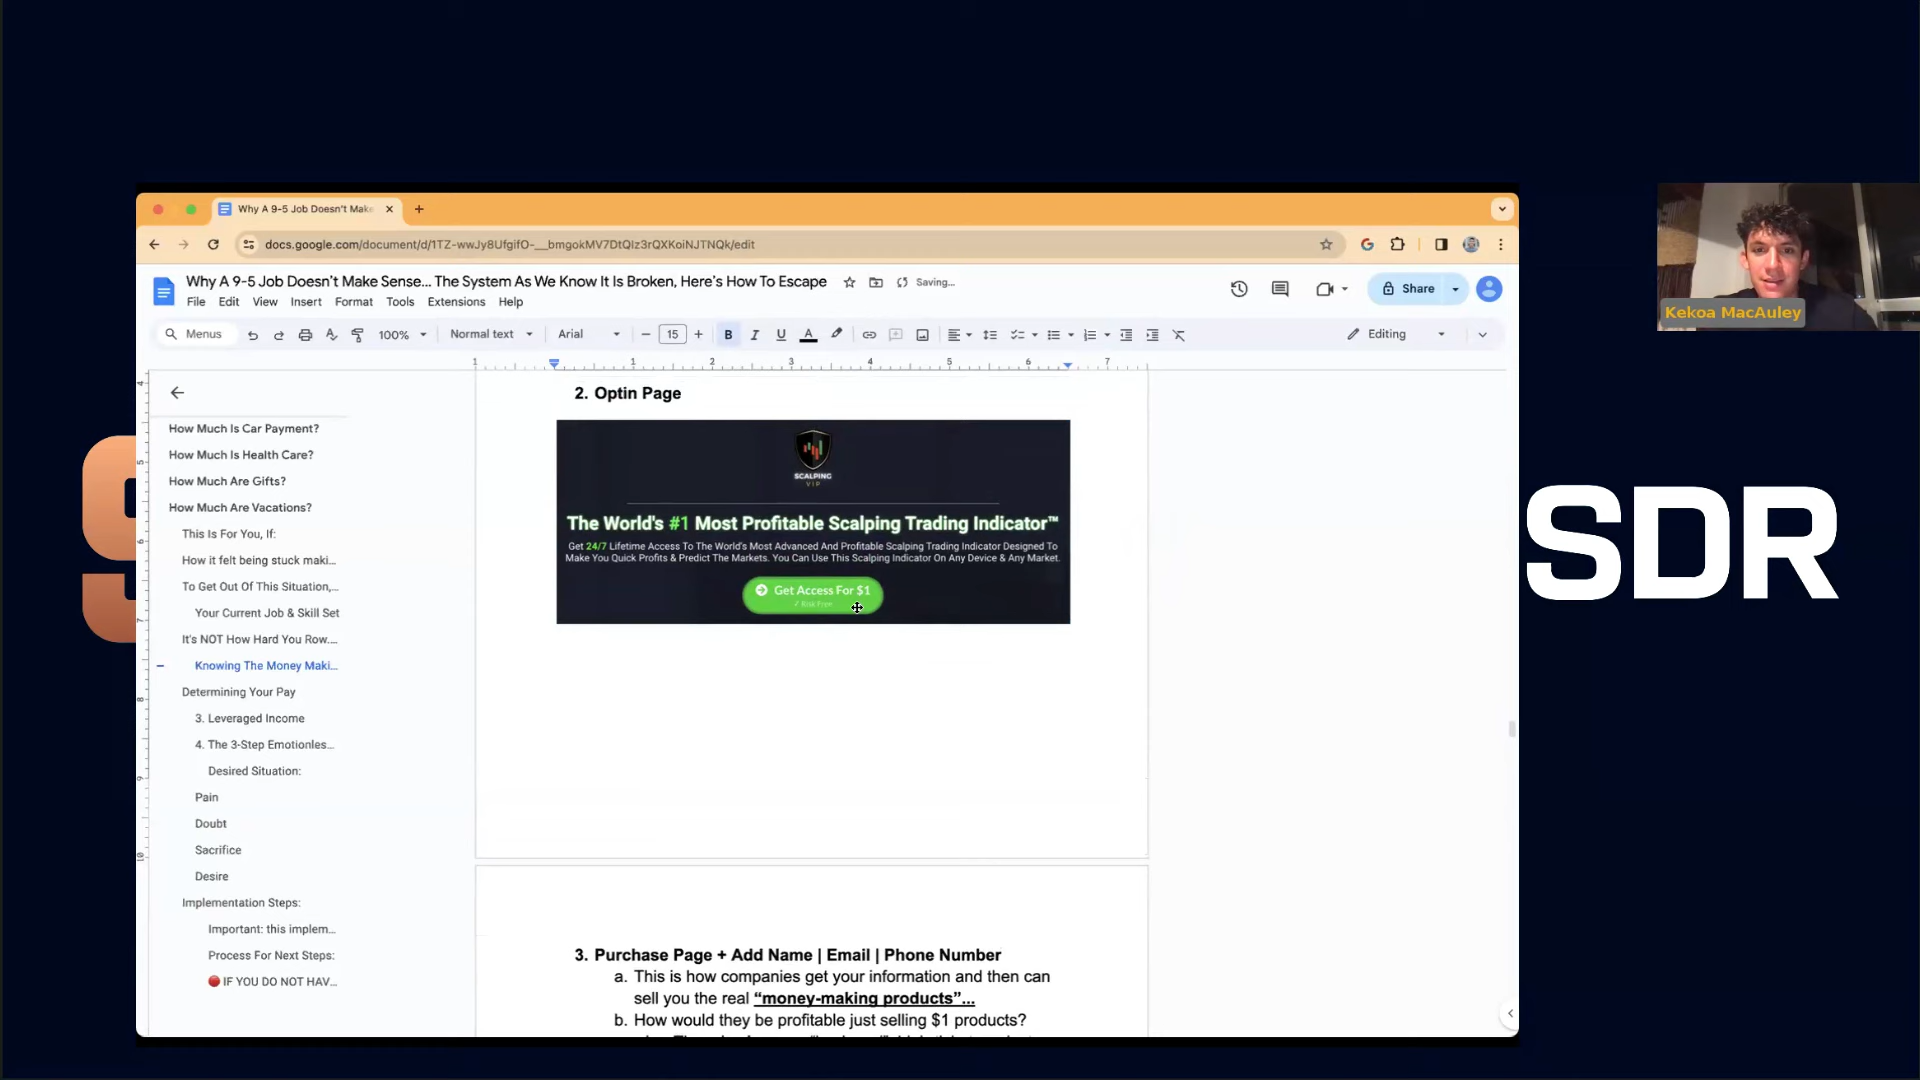 Why A 9-5 Job Doesn't Make
docs.google.com/document/d/1TZ-wwJy8UfgifO-__bmgokMV7DtQIz3rQXKoiNJTNQk/edit
Why A 9-5 Job Doesn't Make Sense... The System As We Know It Is Broken, Here's How To Escape
Saving...
File Edit View Insert Format Tools Extensions Help
Share
Menus
100%
Normal text
Arial
15
Editing
1 1 2 3 4 5 6 7
How Much Is Car Payment?
How Much Is Health Care?
How Much Are Gifts?
How Much Are Vacations?
This Is For You, If:
How it felt being stuck maki...
To Get Out Of This Situation,...
Your Current Job & Skill Set
It's NOT How Hard You Row....
Knowing The Money Maki...
Determining Your Pay
3. Leveraged Income
4. The 3-Step Emotionles...
Desired Situation:
Pain
Doubt
Sacrifice
Desire
Implementation Steps:
Important: this implem...
Process For Next Steps:
IF YOU DO NOT HAV...
2. Optin Page
SCALPING
VIP
The World's #1 Most Profitable Scalping Trading Indicator™
Get 24/7 Lifetime Access To The World's Most Advanced And Profitable Scalping Trading Indicator Designed To
Make You Quick Profits & Predict The Markets. You Can Use This Scalping Indicator On Any Device & Any Market.
Get Access For $1
✓ Risk Free
3. Purchase Page + Add Name | Email | Phone Number
a. This is how companies get your information and then can
sell you the real “money-making products”...
b. How would they be profitable just selling $1 products?
Kekoa MacAuley
SDR